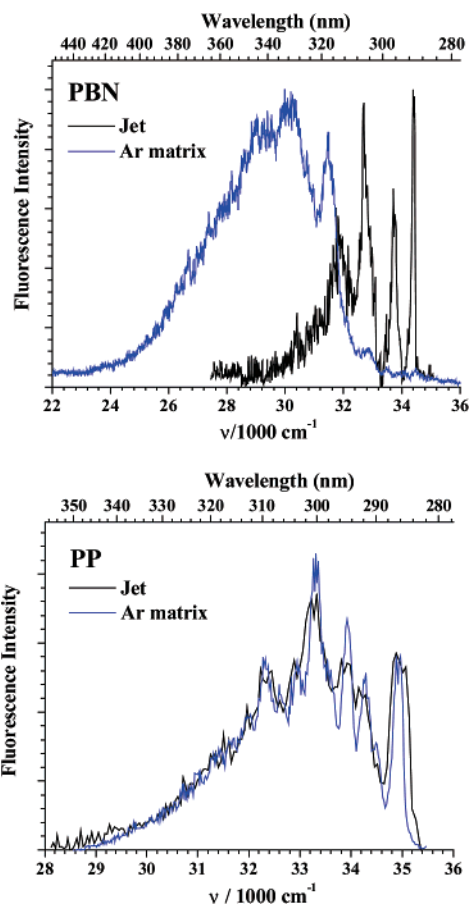 Wavelength (nm)
440 420 400 380 360 340 320 300 280
PBN
Jet
Ar matrix
Fluorescence Intensity
22 24 26 28 30 32 34 36
ν/1000 cm⁻¹
Wavelength (nm)
350 340 330 320 310 300 290 280
PP
Jet
Ar matrix
Fluorescence Intensity
28 29 30 31 32 33 34 35 36
ν / 1000 cm⁻¹